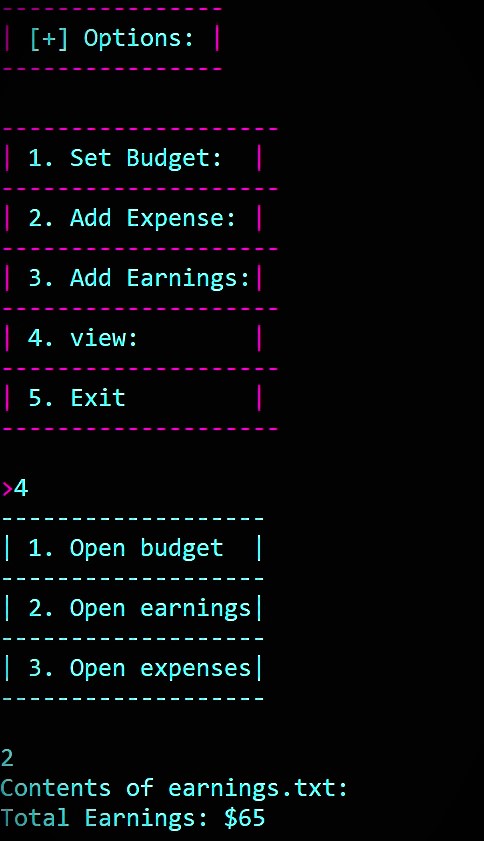 ----------------
| [+] Options: |
----------------
--------------------
| 1. Set Budget:  |
--------------------
| 2. Add Expense: |
--------------------
| 3. Add Earnings:|
--------------------
| 4. view:        |
--------------------
| 5. Exit         |
--------------------
>4
-------------------
| 1. Open budget  |
-------------------
| 2. Open earnings|
-------------------
| 3. Open expenses|
-------------------
2
Contents of earnings.txt:
Total Earnings: $65